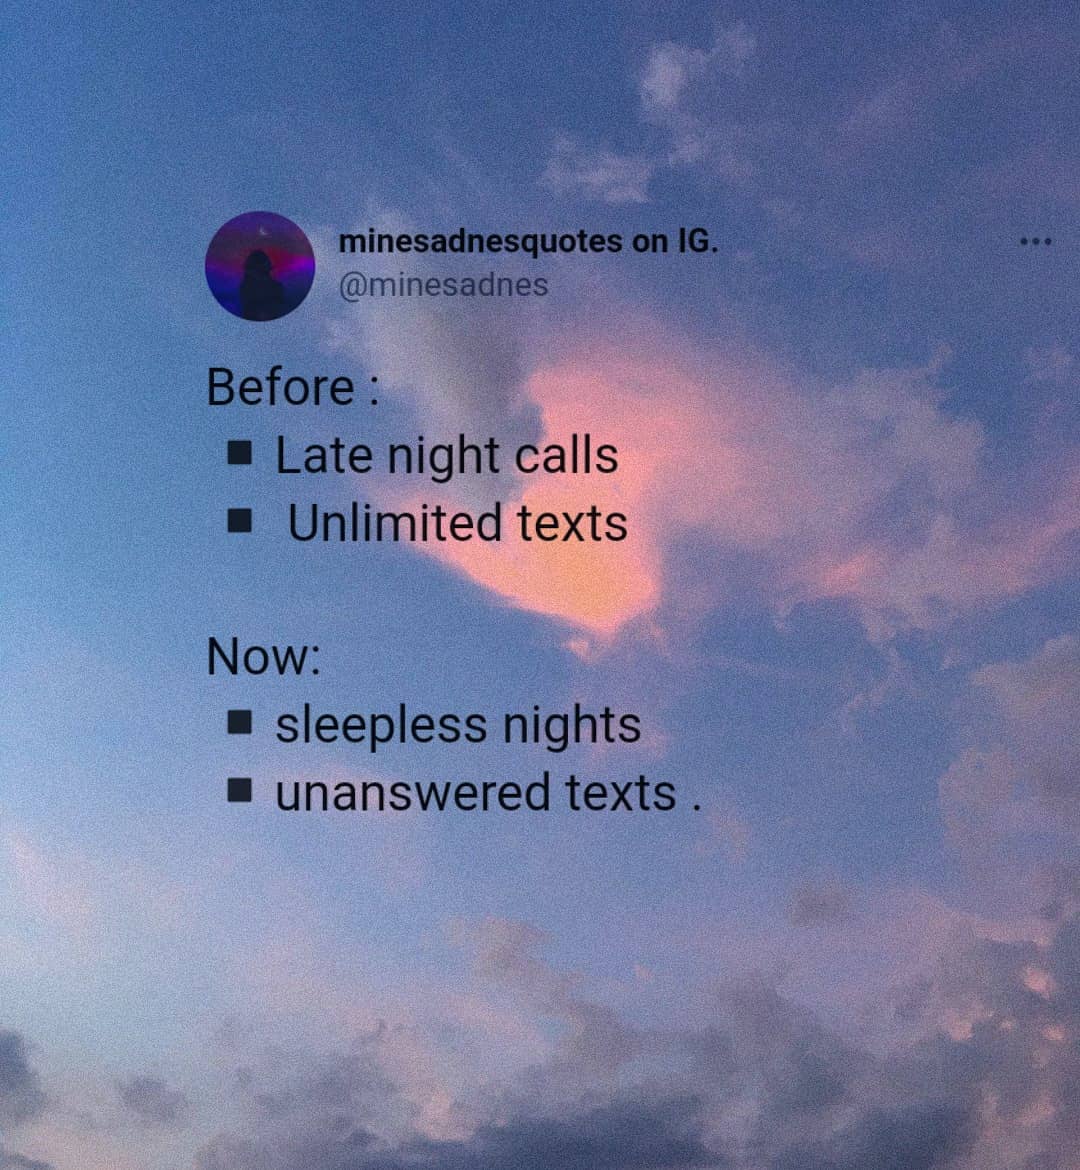 minesadnesquotes on IG.
@minesadnes
Before :
▪ Late night calls
▪ Unlimited texts
Now:
▪ sleepless nights
▪ unanswered texts .